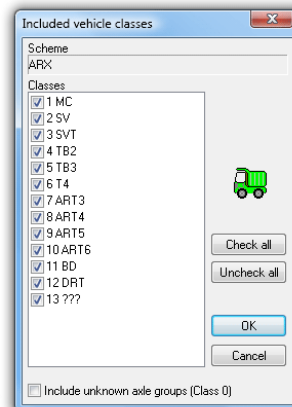 Included vehicle classes
Scheme
ARX
Classes
1 MC
2 SV
3 SVT
4 TB2
5 TB3
6 T4
7 ART3
8 ART4
9 ART5
10 ART6
11 BD
12 DRT
13 ???
Check all
Uncheck all
OK
Cancel
Include unknown axle groups (Class 0)